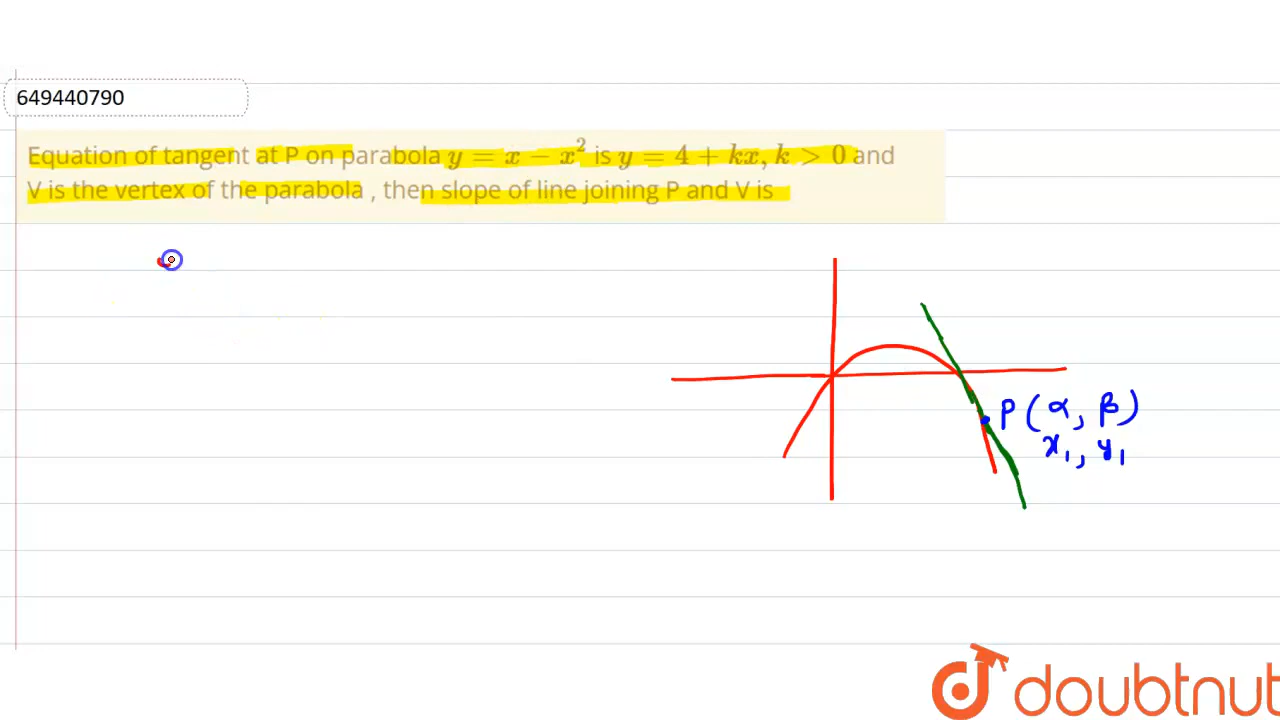 649440790
Equation of tangent at P on parabola y = x − x² is y = 4 + kx, k > 0 and
V is the vertex of the parabola , then slope of line joining P and V is
P (α, β)
x₁, y₁
doubtnut